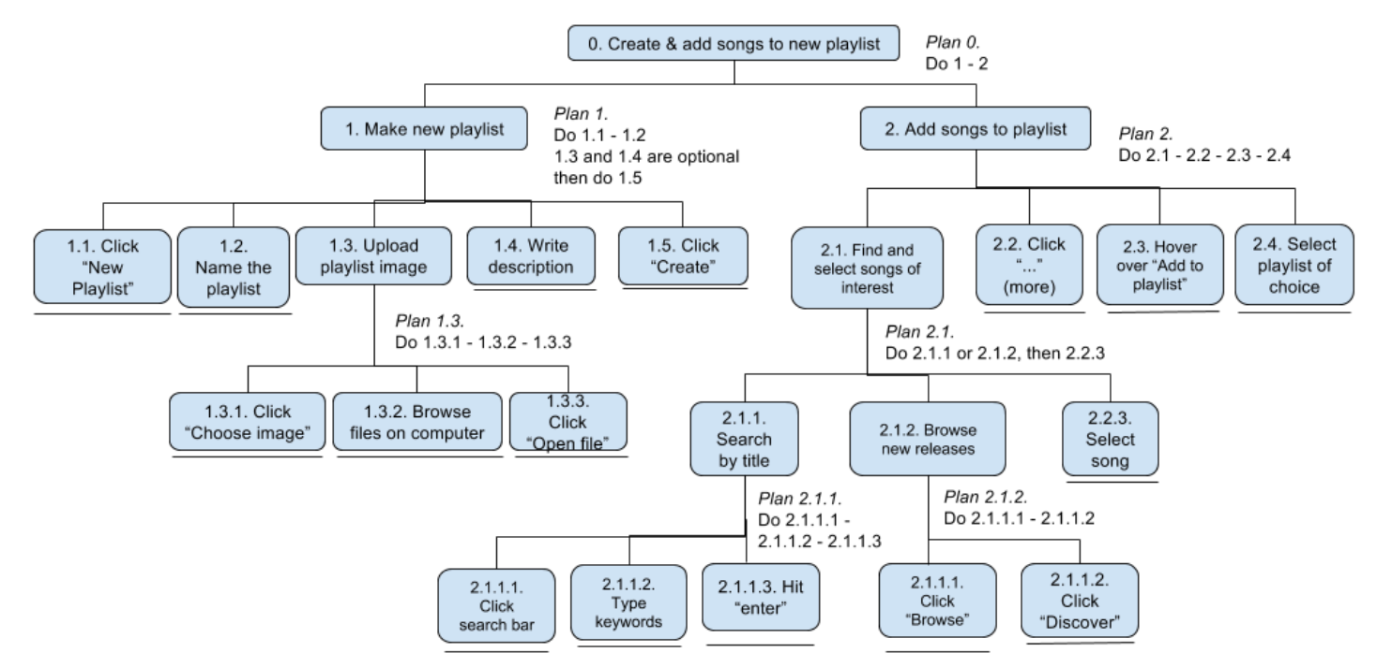 0. Create & add songs to new playlist
Plan 0.
Do 1 - 2
1. Make new playlist
Plan 1.
Do 1.1 - 1.2
1.3 and 1.4 are optional
then do 1.5
2. Add songs to playlist
Plan 2.
Do 2.1 - 2.2 - 2.3 - 2.4
1.1. Click
“New
Playlist”
1.2.
Name the
playlist
1.3. Upload
playlist image
1.4. Write
description
1.5. Click
“Create”
2.1. Find and
select songs of
interest
2.2. Click
“...”
(more)
2.3. Hover
over “Add to
playlist”
2.4. Select
playlist of
choice
Plan 1.3.
Do 1.3.1 - 1.3.2 - 1.3.3
Plan 2.1.
Do 2.1.1 or 2.1.2, then 2.2.3
1.3.1. Click
“Choose image”
1.3.2. Browse
files on computer
1.3.3.
Click
“Open file”
2.1.1.
Search
by title
2.1.2. Browse
new releases
2.2.3.
Select
song
Plan 2.1.1.
Do 2.1.1.1 -
2.1.1.2 - 2.1.1.3
Plan 2.1.2.
Do 2.1.1.1 - 2.1.1.2
2.1.1.1.
Click
search bar
2.1.1.2.
Type
keywords
2.1.1.3. Hit
“enter”
2.1.1.1.
Click
“Browse”
2.1.1.2.
Click
“Discover”